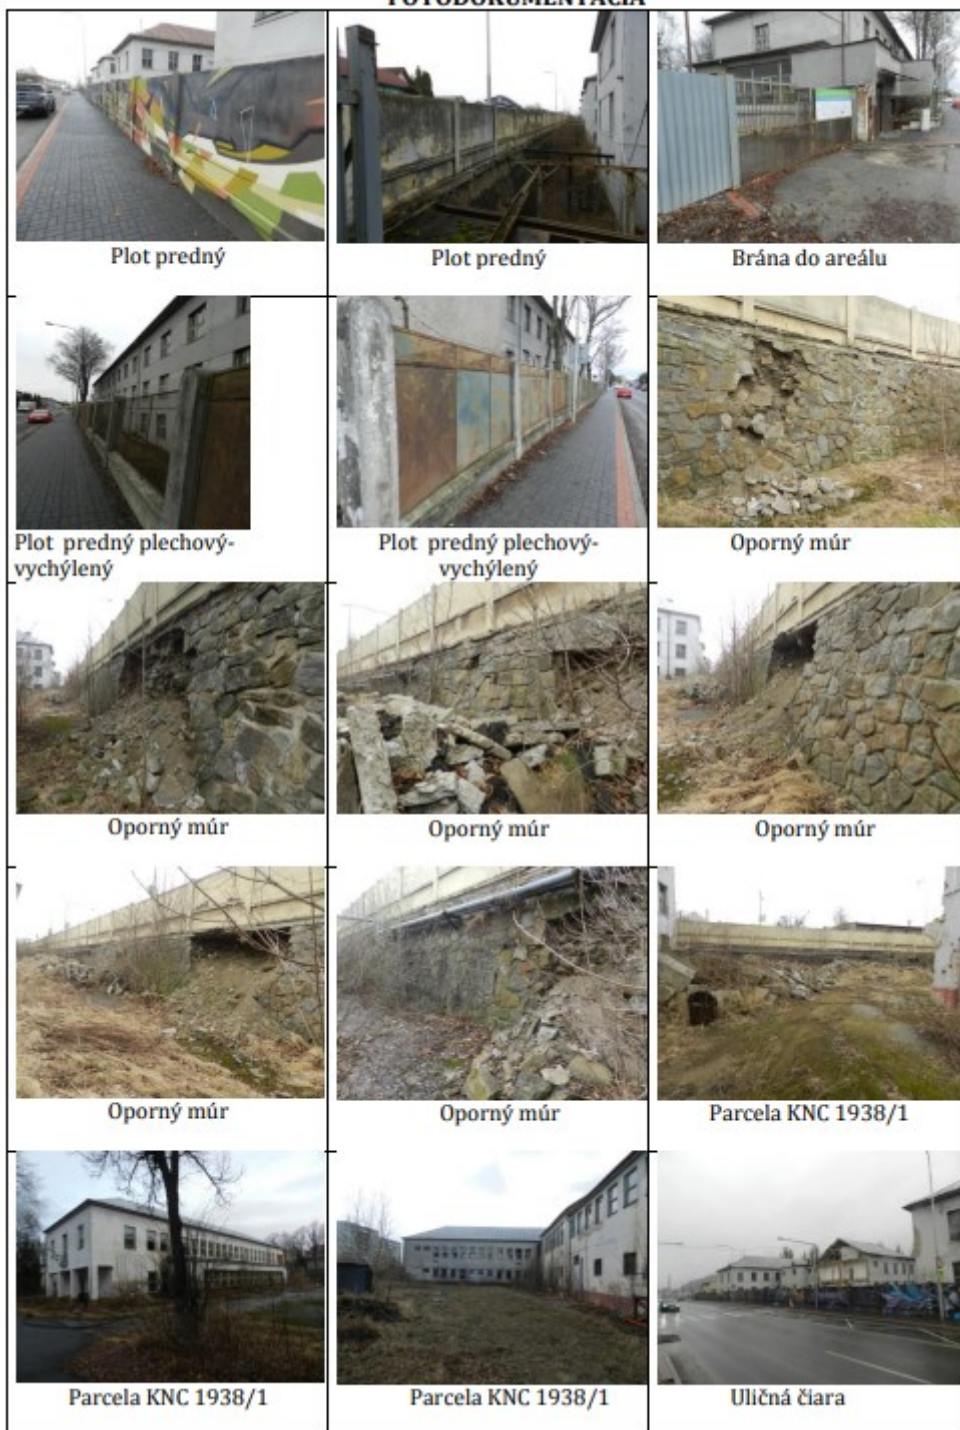 FOTODOKUMENTÁCIA
Plot predný
Plot predný
Brána do areálu
Plot predný plechový-
vychýlený
Plot predný plechový-
vychýlený
Oporný múr
Oporný múr
Oporný múr
Oporný múr
Oporný múr
Oporný múr
Parcela KNC 1938/1
Parcela KNC 1938/1
Parcela KNC 1938/1
Uličná čiara